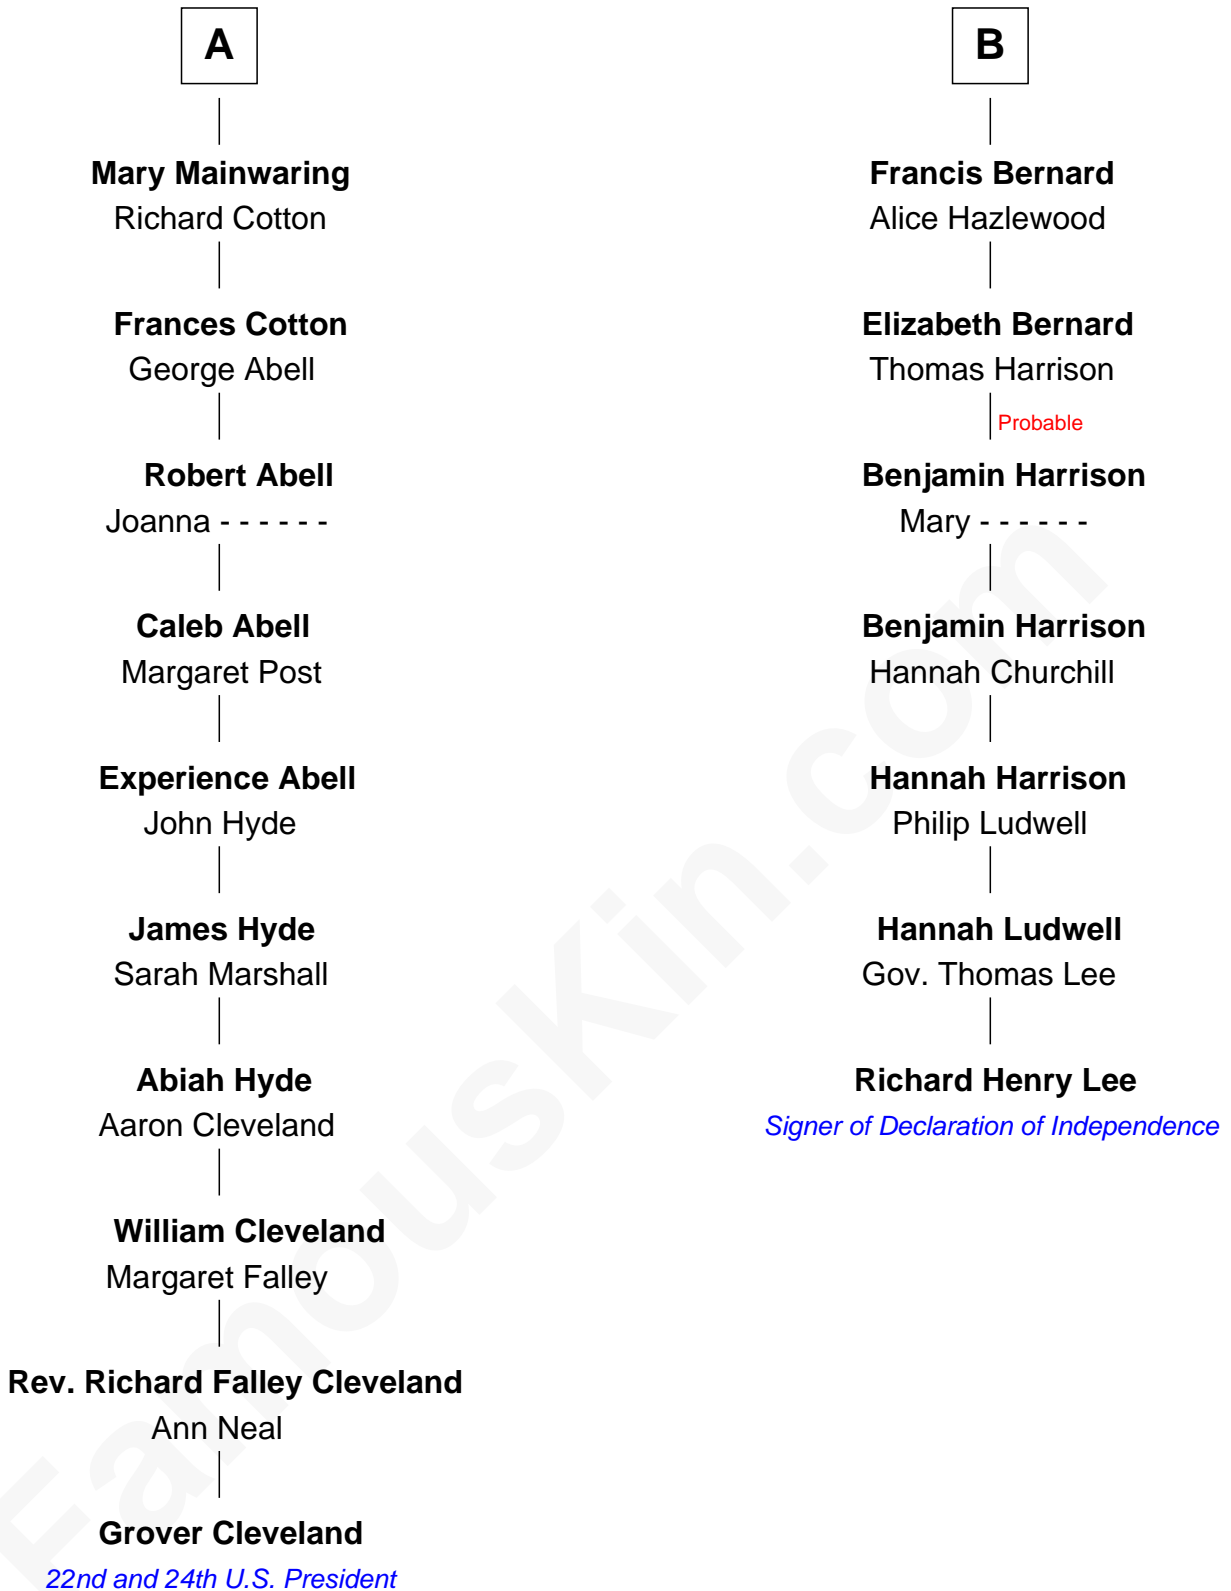 A
Mary Mainwaring
Richard Cotton
Frances Cotton
George Abell
Robert Abell
Joanna - - - - - -
Caleb Abell
Margaret Post
Experience Abell
John Hyde
James Hyde
Sarah Marshall
Abiah Hyde
Aaron Cleveland
William Cleveland
Margaret Falley
Rev. Richard Falley Cleveland
Ann Neal
Grover Cleveland
22nd and 24th U.S. President
B
Francis Bernard
Alice Hazlewood
Elizabeth Bernard
Thomas Harrison
Probable
Benjamin Harrison
Mary - - - - - -
Benjamin Harrison
Hannah Churchill
Hannah Harrison
Philip Ludwell
Hannah Ludwell
Gov. Thomas Lee
Richard Henry Lee
Signer of Declaration of Independence
FamousKin.com